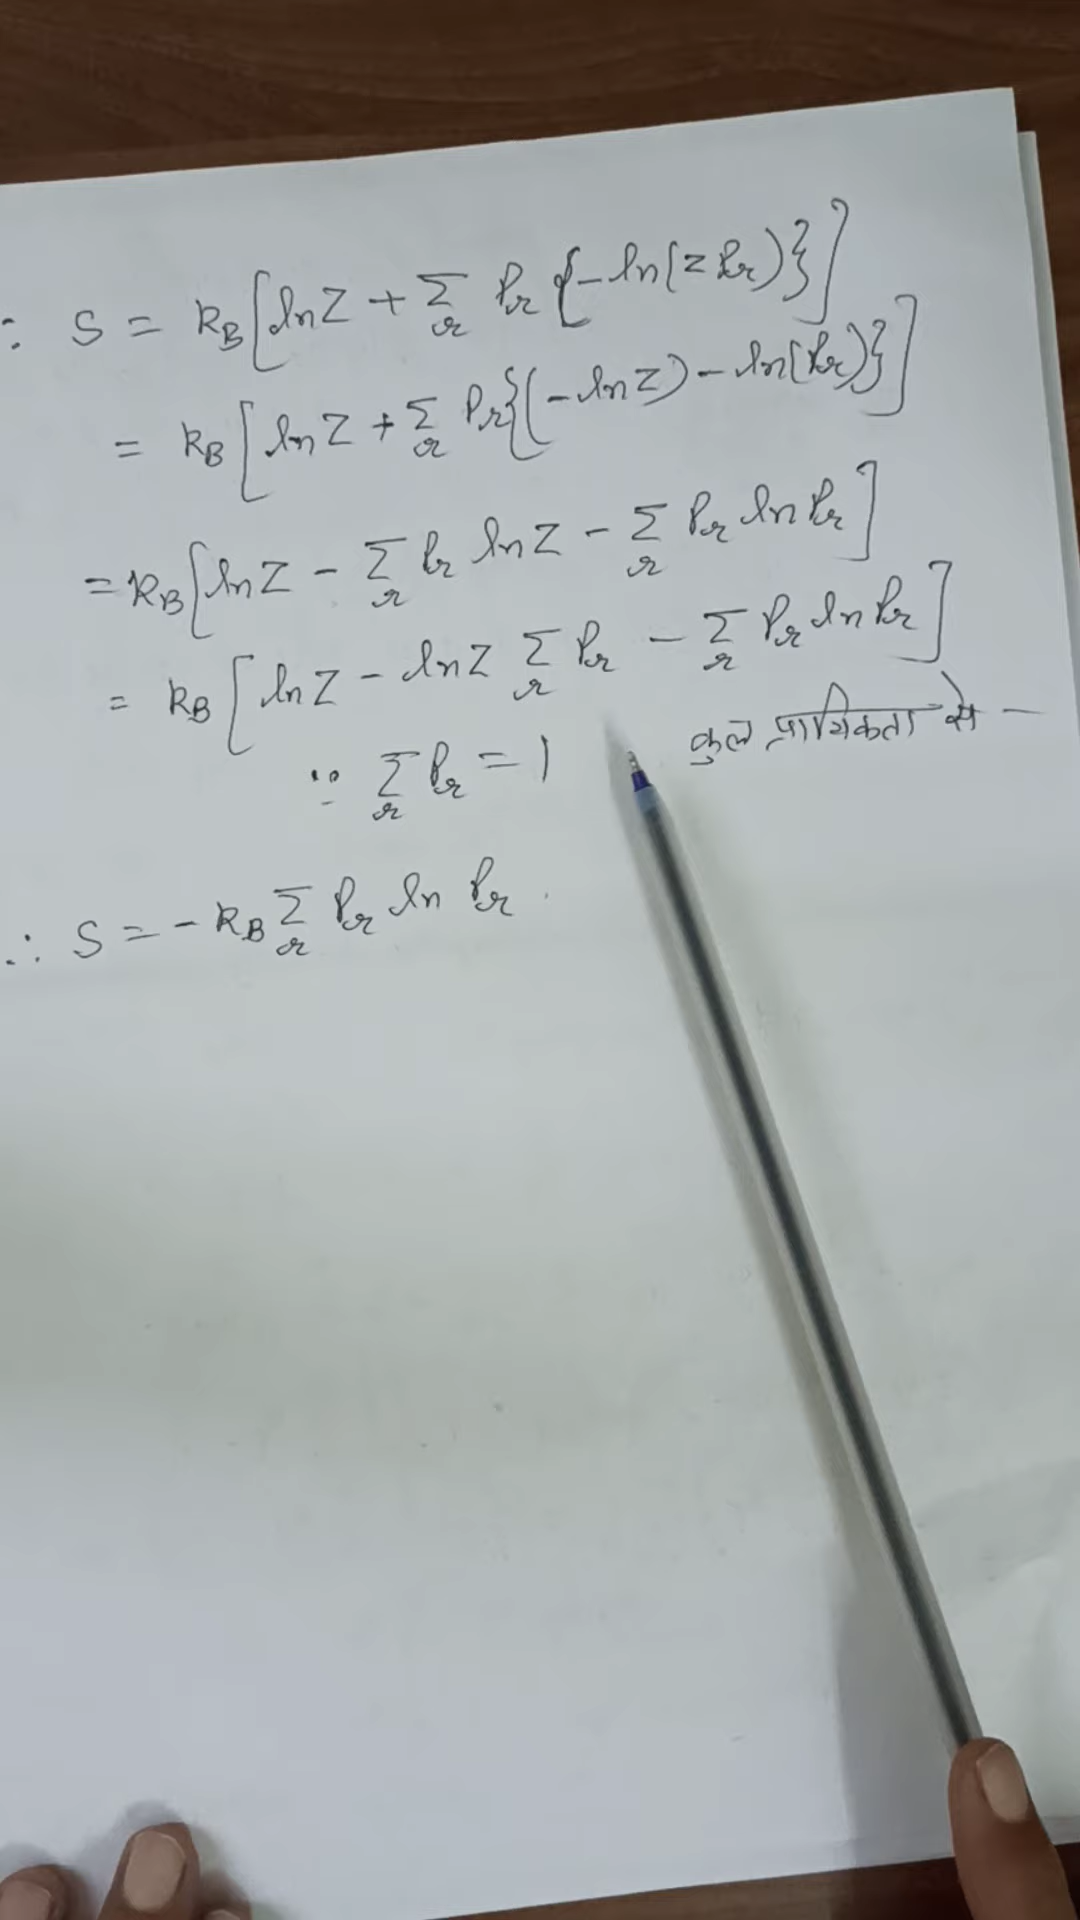 ∴ S = k_B [ln Z + Σ_r P_r {-ln(Z P_r)}]
= k_B [ln Z + Σ_r P_r {(-ln Z) - ln(P_r)}]
= k_B [ln Z - Σ_r P_r ln Z - Σ_r P_r ln P_r]
= k_B [ln Z - ln Z Σ_r P_r - Σ_r P_r ln P_r]
∵ Σ_r P_r = 1 कुल प्रायिकता से -
∴ S = - k_B Σ_r P_r ln P_r.